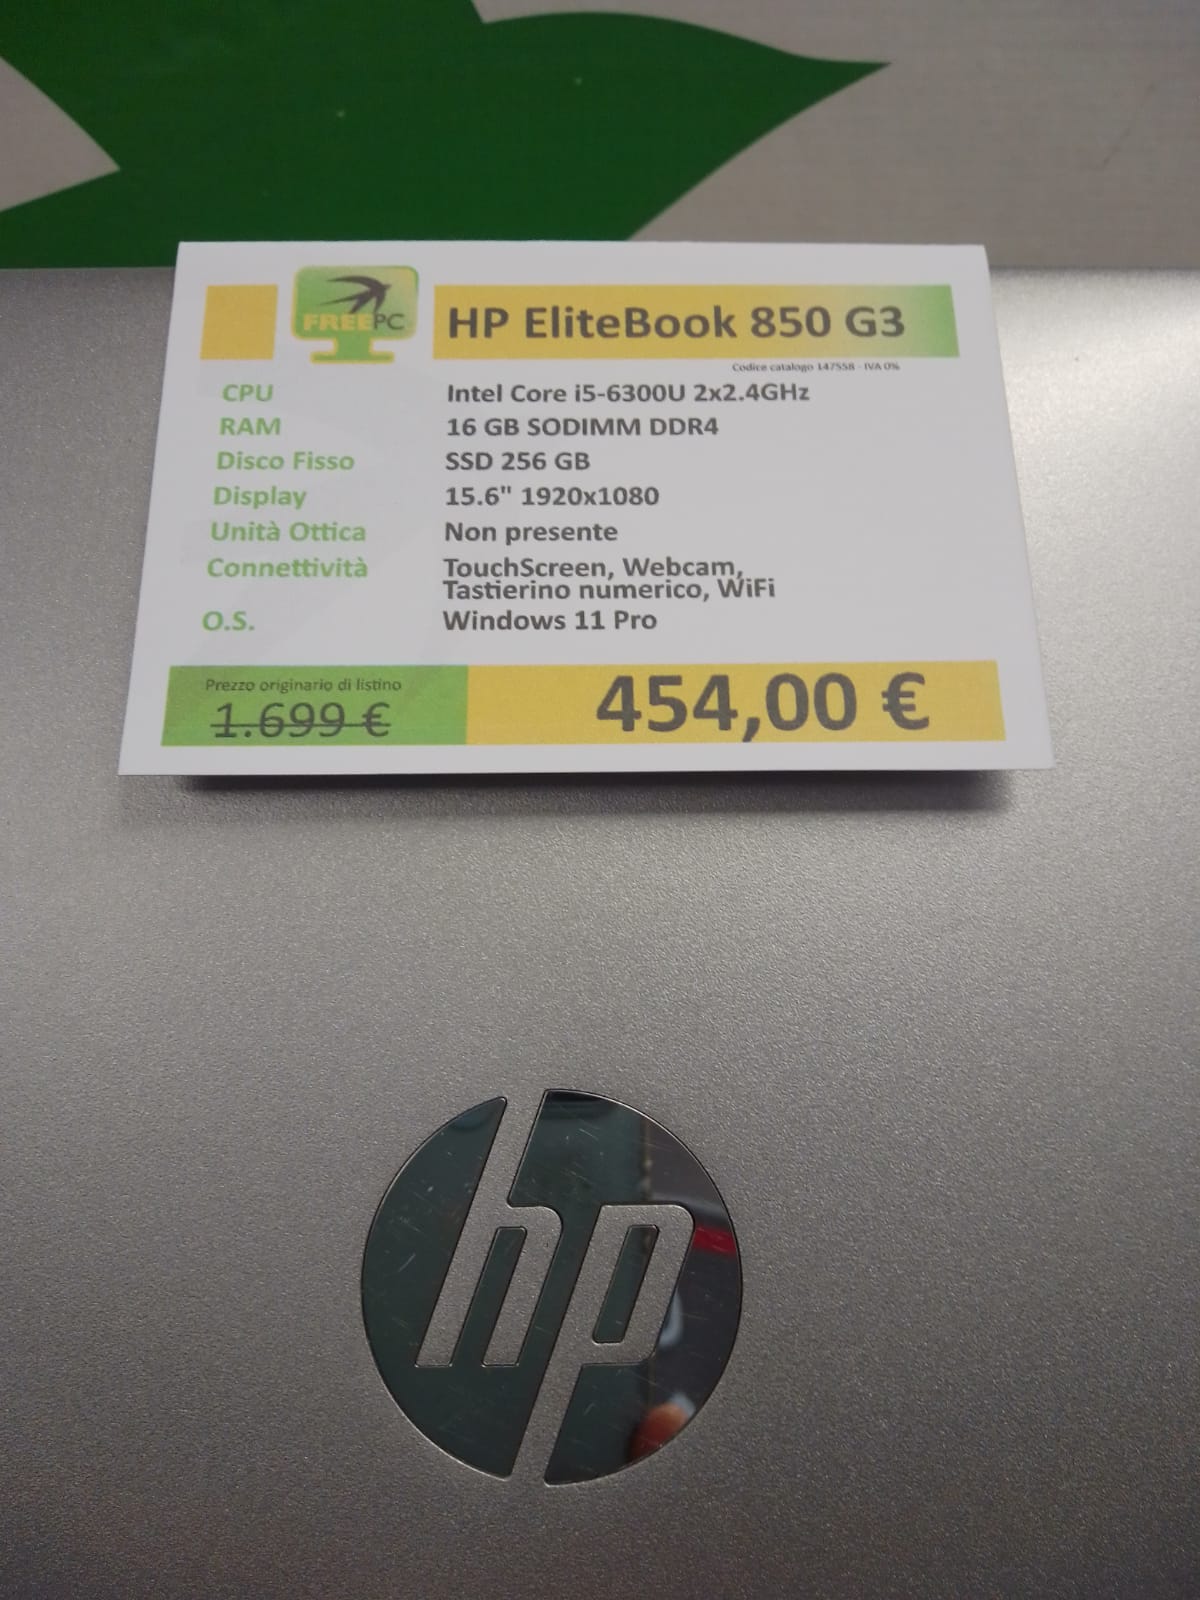 FREEPC
HP EliteBook 850 G3
Codice catalogo 147558 - IVA 0%
CPU Intel Core i5-6300U 2x2.4GHz
RAM 16 GB SODIMM DDR4
Disco Fisso SSD 256 GB
Display 15.6" 1920x1080
Unità Ottica Non presente
Connettività TouchScreen, Webcam,
Tastierino numerico, WiFi
O.S. Windows 11 Pro
Prezzo originario di listino
1.699 €
454,00 €
hp